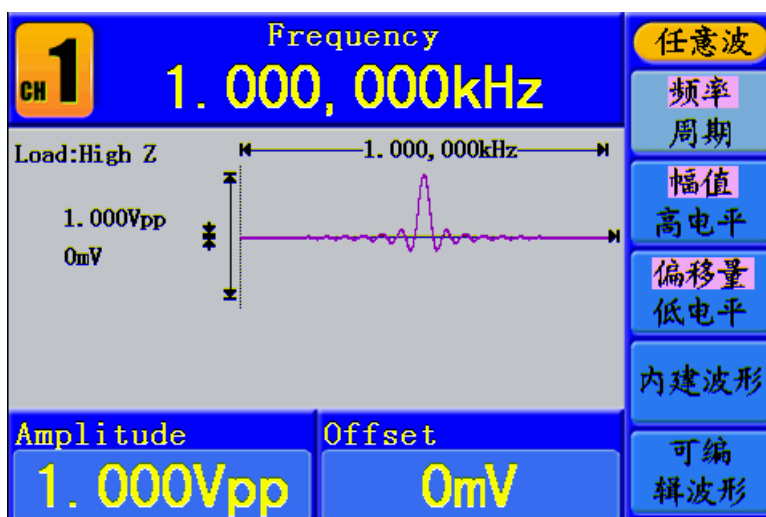 CH 1
Frequency
1.000,000kHz
Load:High Z
1.000,000kHz
1.000Vpp
0mV
Amplitude
1.000Vpp
Offset
0mV
任意波
频率
周期
幅值
高电平
偏移量
低电平
内建波形
可编
辑波形